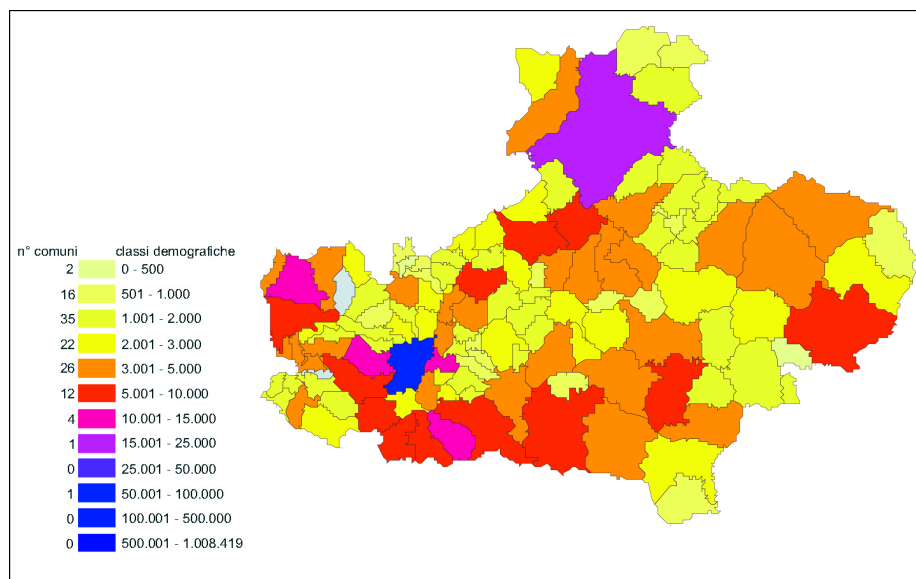 n° comuni classi demografiche
2 0 - 500
16 501 - 1.000
35 1.001 - 2.000
22 2.001 - 3.000
26 3.001 - 5.000
12 5.001 - 10.000
4 10.001 - 15.000
1 15.001 - 25.000
0 25.001 - 50.000
1 50.001 - 100.000
0 100.001 - 500.000
0 500.001 - 1.008.419